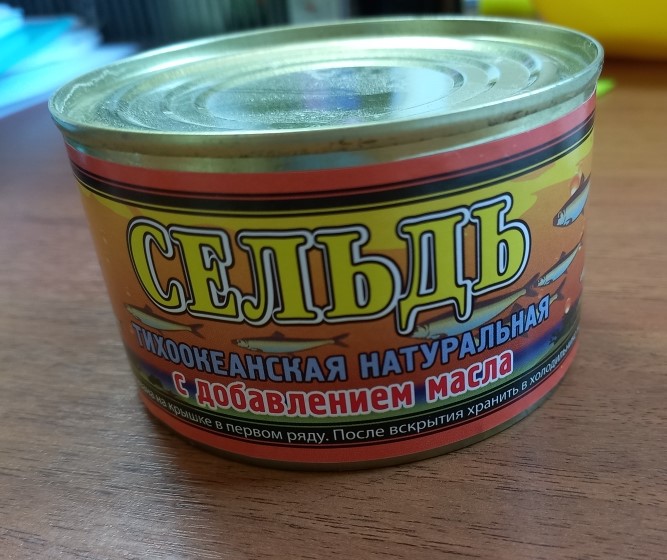 СЕЛЬДЬ
ТИХООКЕАНСКАЯ НАТУРАЛЬНАЯ
с добавлением масла
на крышке в первом ряду. После вскрытия хранить в